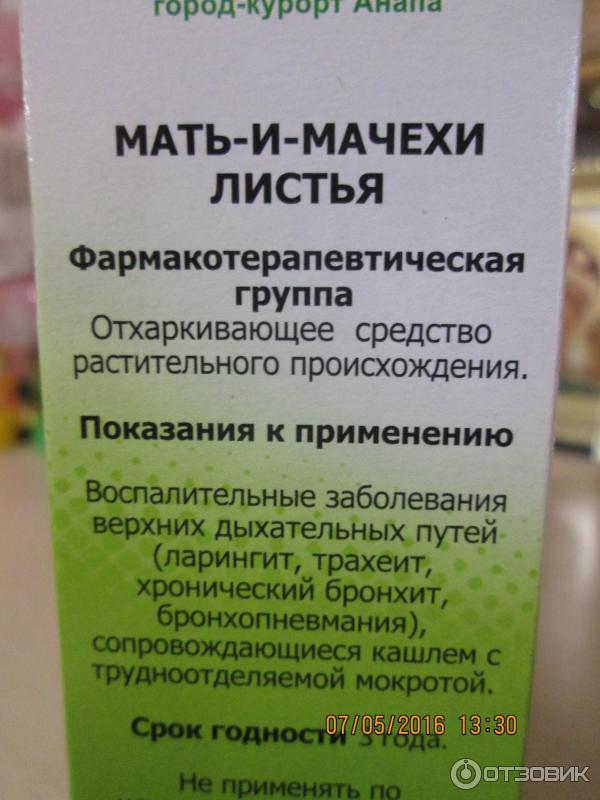 город-курорт Анапа
МАТЬ-И-МАЧЕХИ
ЛИСТЬЯ
Фармакотерапевтическая
группа
Отхаркивающее средство
растительного происхождения.
Показания к применению
Воспалительные заболевания
верхних дыхательных путей
(ларингит, трахеит,
хронический бронхит,
бронхопневмания),
сопровождающиеся кашлем с
трудноотделяемой мокротой.
Срок годности 3 года.
07/05/2016 13:30
Не применять по
ОТЗОВИК